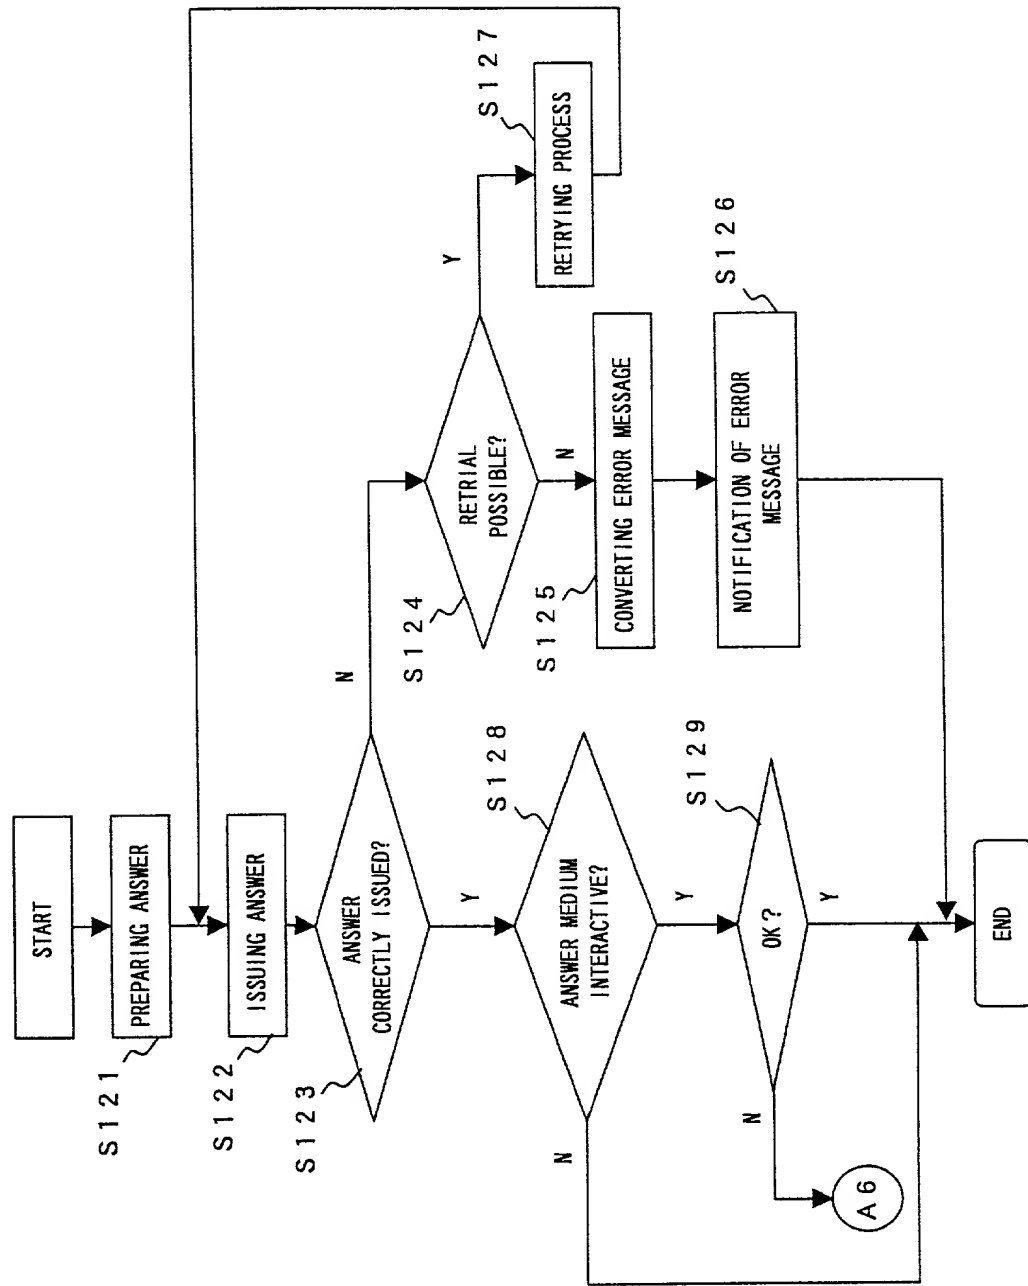 START
PREPARING ANSWER
S121
ISSUING ANSWER
S122
ANSWER
CORRECTLY ISSUED?
S123
N
Y
RETRIAL
POSSIBLE?
S124
Y
N
RETRYING PROCESS
S127
CONVERTING ERROR MESSAGE
S125
NOTIFICATION OF ERROR
MESSAGE
S126
ANSWER MEDIUM
INTERACTIVE?
S128
N
Y
OK?
S129
N
Y
A6
END